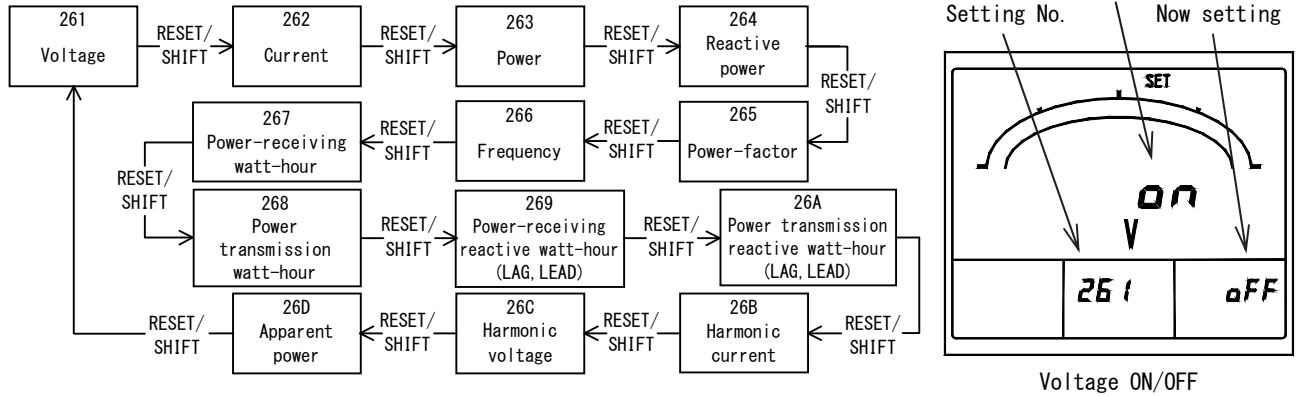 261
Voltage
RESET/
SHIFT
262
Current
RESET/
SHIFT
263
Power
RESET/
SHIFT
264
Reactive
power
RESET/
SHIFT
265
Power-factor
RESET/
SHIFT
266
Frequency
RESET/
SHIFT
267
Power-receiving
watt-hour
RESET/
SHIFT
268
Power
transmission
watt-hour
RESET/
SHIFT
269
Power-receiving
reactive watt-hour
(LAG, LEAD)
RESET/
SHIFT
26A
Power transmission
reactive watt-hour
(LAG, LEAD)
RESET/
SHIFT
26B
Harmonic
current
RESET/
SHIFT
26C
Harmonic
voltage
RESET/
SHIFT
26D
Apparent
power
RESET/
SHIFT
Setting No.
Now setting
SET
on
V
261
oFF
Voltage ON/OFF